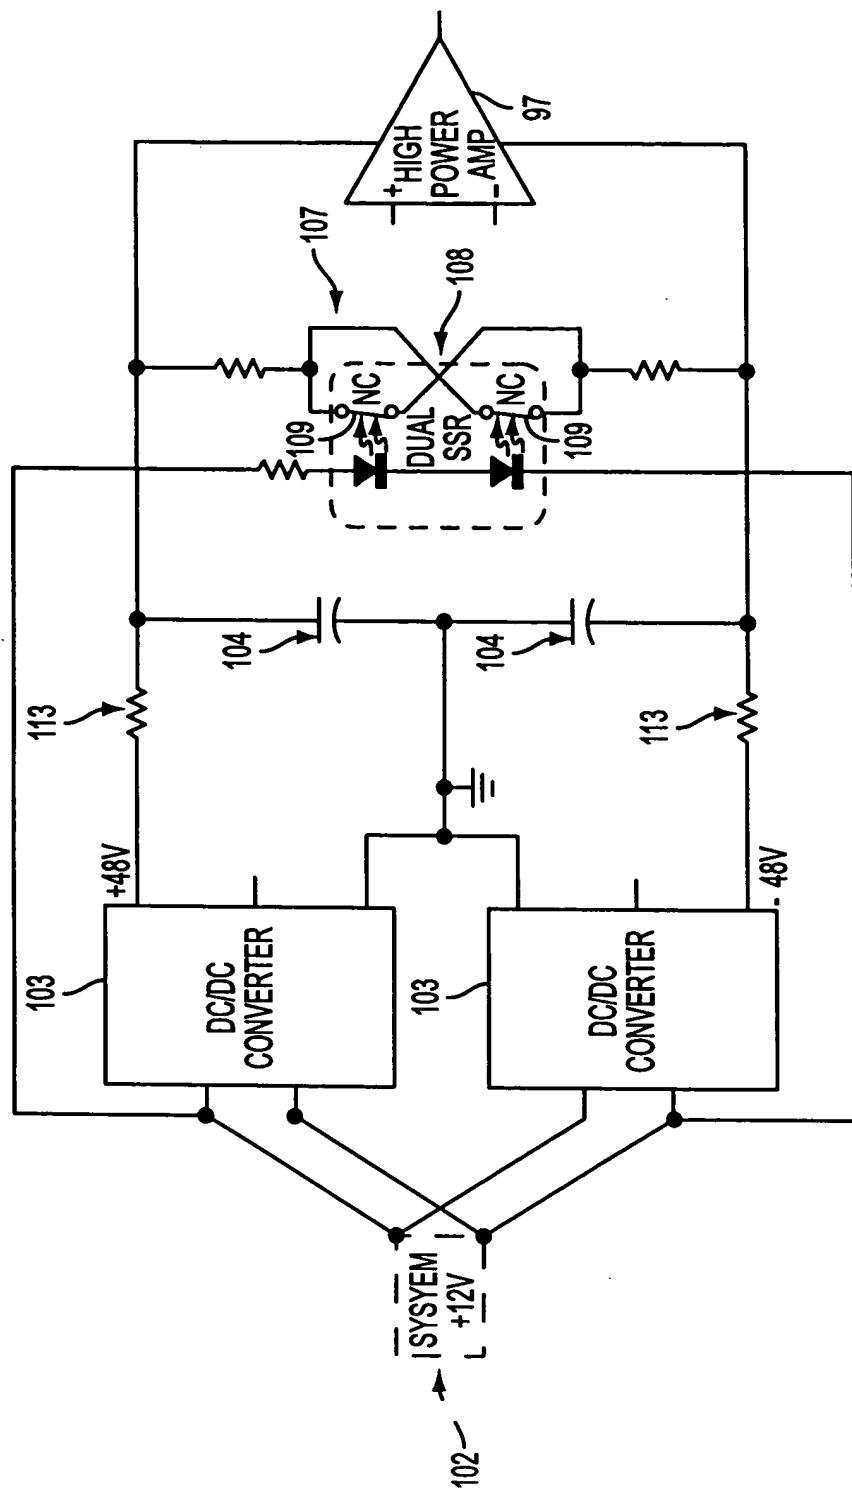 102
SYSYEM
+12V
103
DC/DC
CONVERTER
+48V
103
DC/DC
CONVERTER
- 48V
113
113
104
104
109
NC
DUAL
SSR
NC
109
107
108
+
HIGH
POWER
AMP
-
97